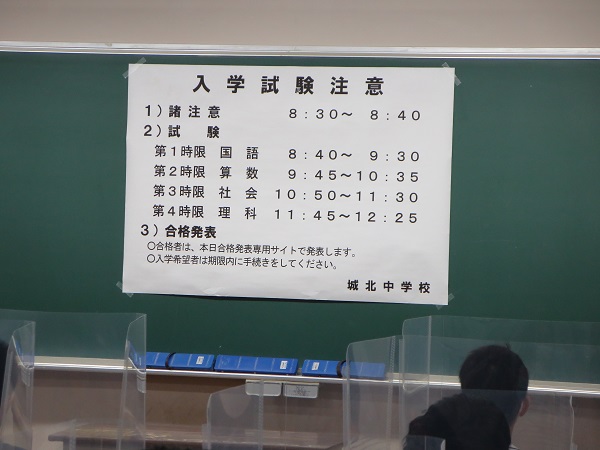 入学試験注意
１）諸注意　８：３０～８：４０
２）試　験
第１時限　国語　８：４０～９：３０
第２時限　算数　９：４５～１０：３５
第３時限　社会　１０：５０～１１：３０
第４時限　理科　１１：４５～１２：２５
３）合格発表
○合格者は、本日合格発表専用サイトで発表します。
○入学希望者は期限内に手続きをしてください。
城北中学校